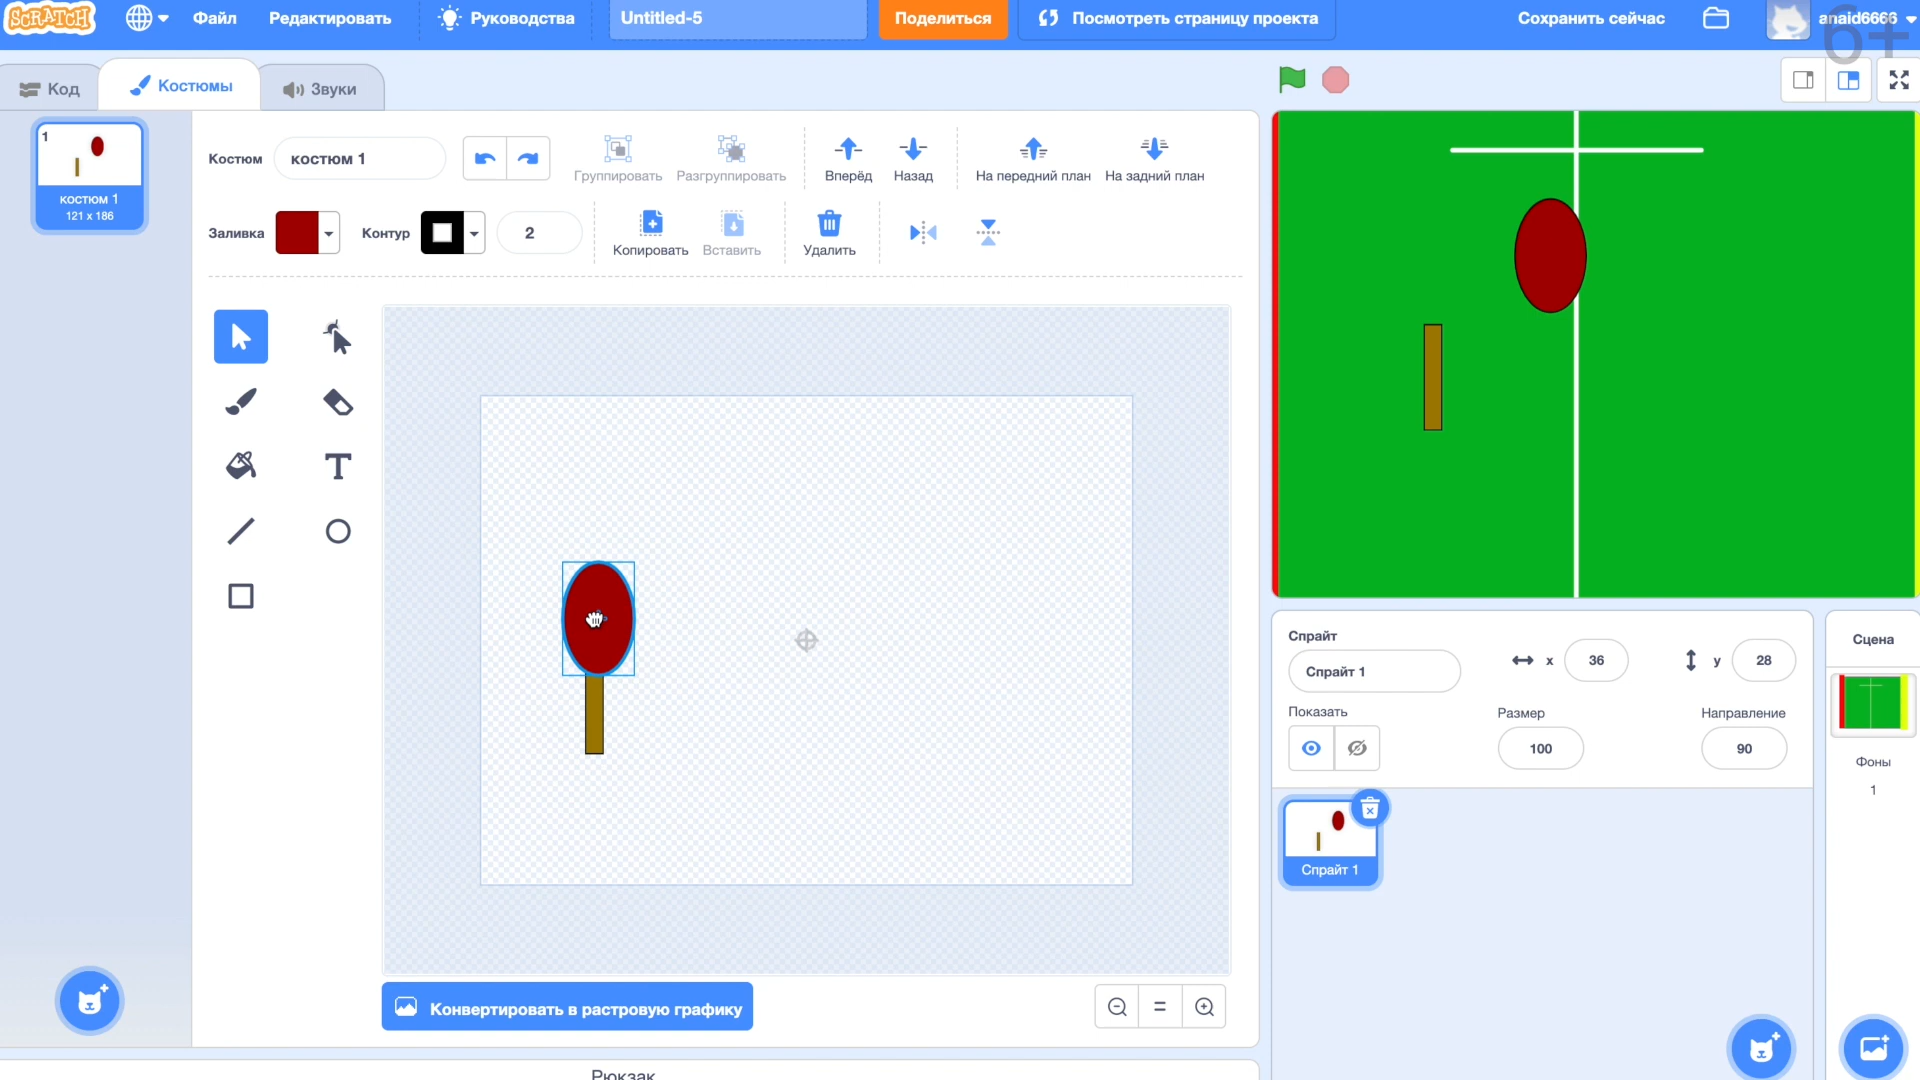 SCRATCH
Файл
Редактировать
Руководства
Untitled-5
Поделиться
Посмотреть страницу проекта
Сохранить сейчас
anaid6666
6+
Код
Костюмы
Звуки
1
костюм 1
121 x 186
Костюм
костюм 1
Группировать
Разгруппировать
Вперёд
Назад
На передний план
На задний план
Заливка
Контур
2
Копировать
Вставить
Удалить
T
Конвертировать в растровую графику
Рюкзак
Спрайт
Спрайт 1
x
36
y
28
Показать
Размер
100
Направление
90
Спрайт 1
Сцена
Фоны
1